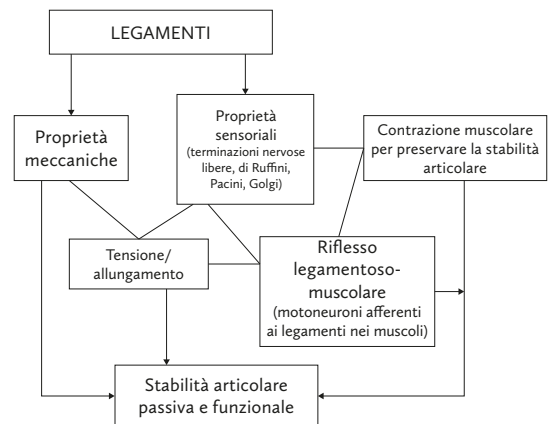 LEGAMENTI
Proprietà
meccaniche
Proprietà
sensoriali
(terminazioni nervose
libere, di Ruffini,
Pacini, Golgi)
Contrazione muscolare
per preservare la stabilità
articolare
Tensione/
allungamento
Riflesso
legamentoso-
muscolare
(motoneuroni afferenti
ai legamenti nei muscoli)
Stabilità articolare
passiva e funzionale